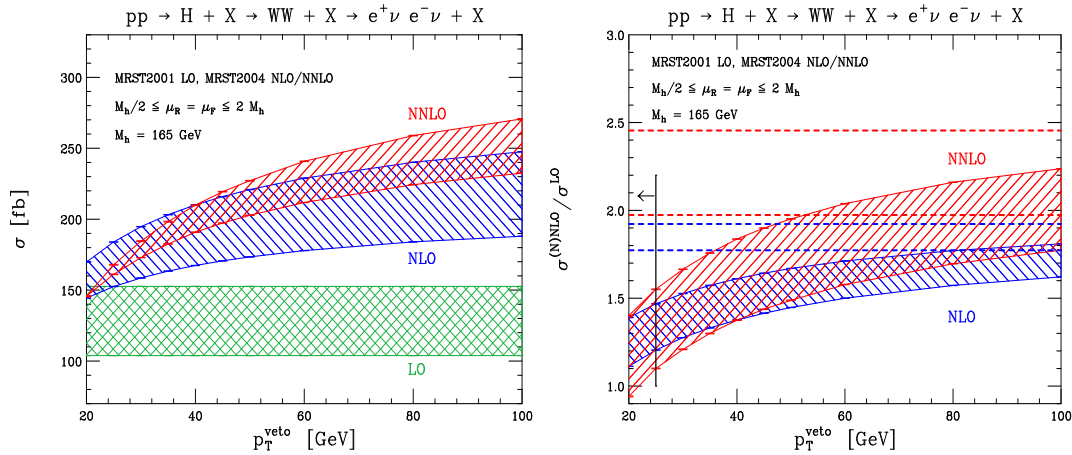 pp → H + X → WW + X → e⁺ν e⁻ν + X
MRST2001 LO, MRST2004 NLO/NNLO
M_h/2 ≤ μ_R = μ_F ≤ 2 M_h
M_h = 165 GeV
NNLO
NLO
LO
σ [fb]
300
250
200
150
100
20
40
60
80
100
p_T^veto [GeV]
pp → H + X → WW + X → e⁺ν e⁻ν + X
MRST2001 LO, MRST2004 NLO/NNLO
M_h/2 ≤ μ_R = μ_F ≤ 2 M_h
M_h = 165 GeV
NNLO
←
NLO
σ^(N)NLO / σ^LO
3.0
2.5
2.0
1.5
1.0
20
40
60
80
100
p_T^veto [GeV]